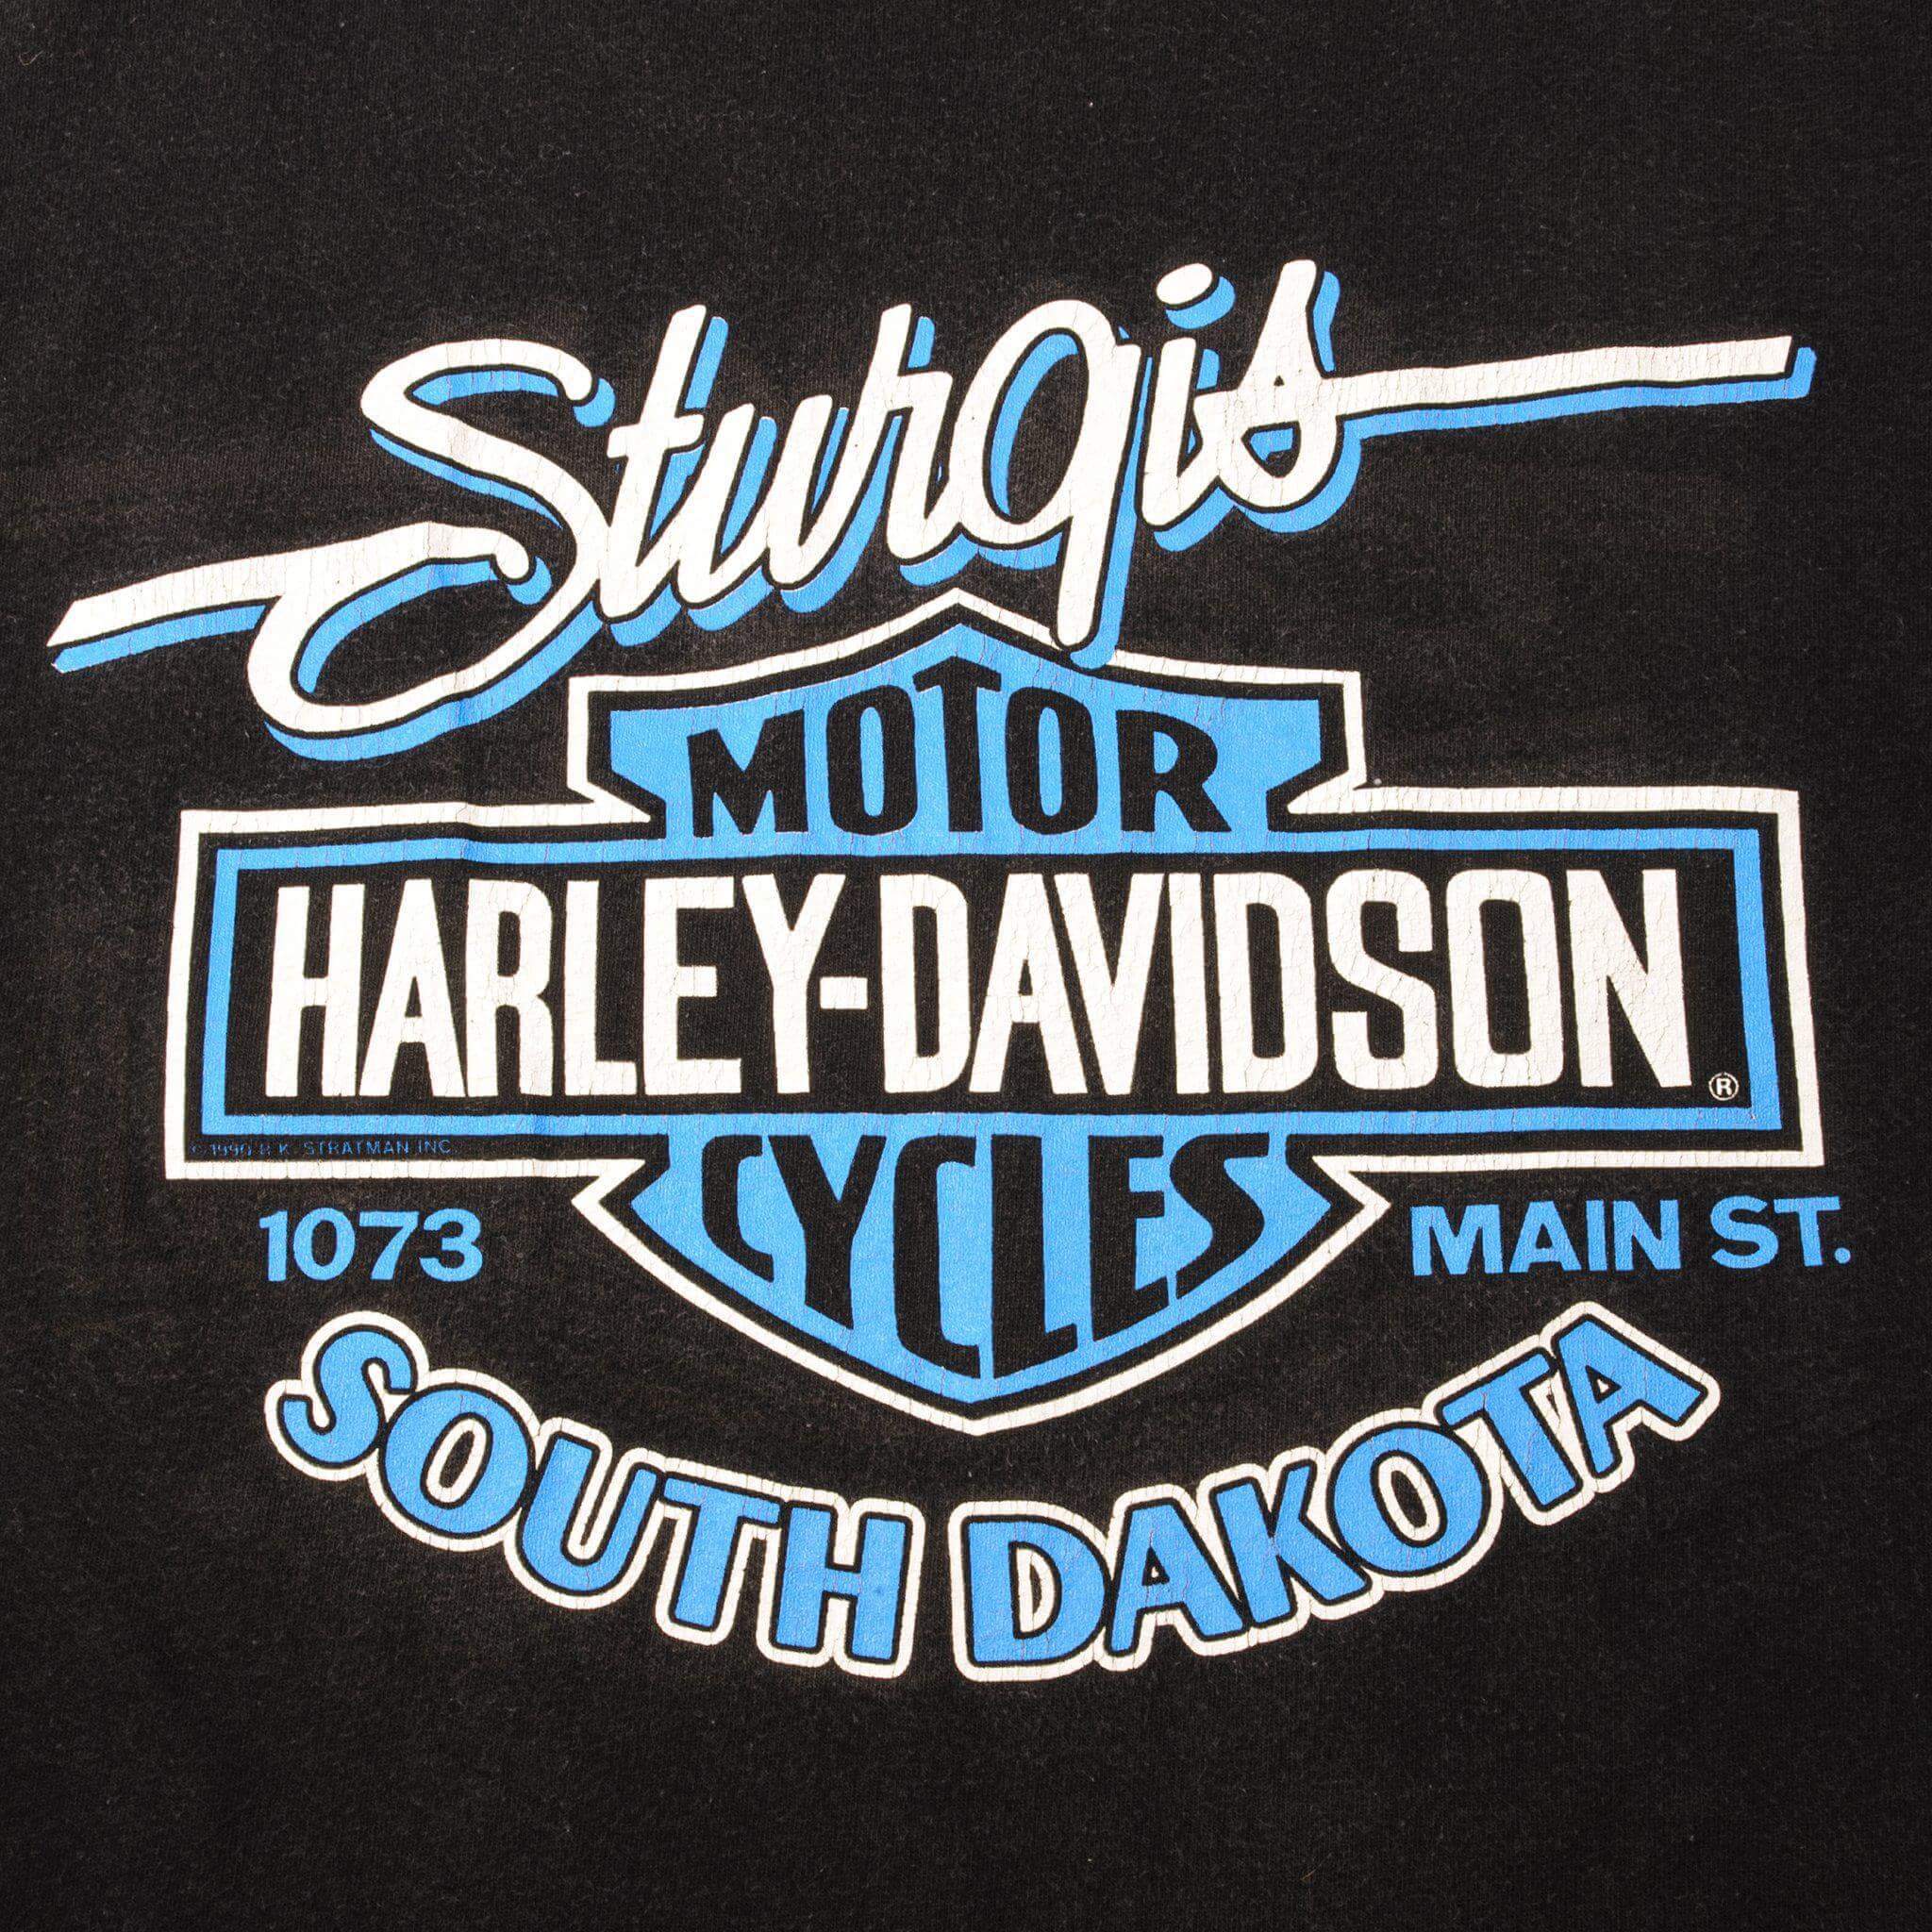 Sturgis
MOTOR
HARLEY-DAVIDSON ®
© 1990 R.K. STRATMAN INC
CYCLES
1073 MAIN ST.
SOUTH DAKOTA